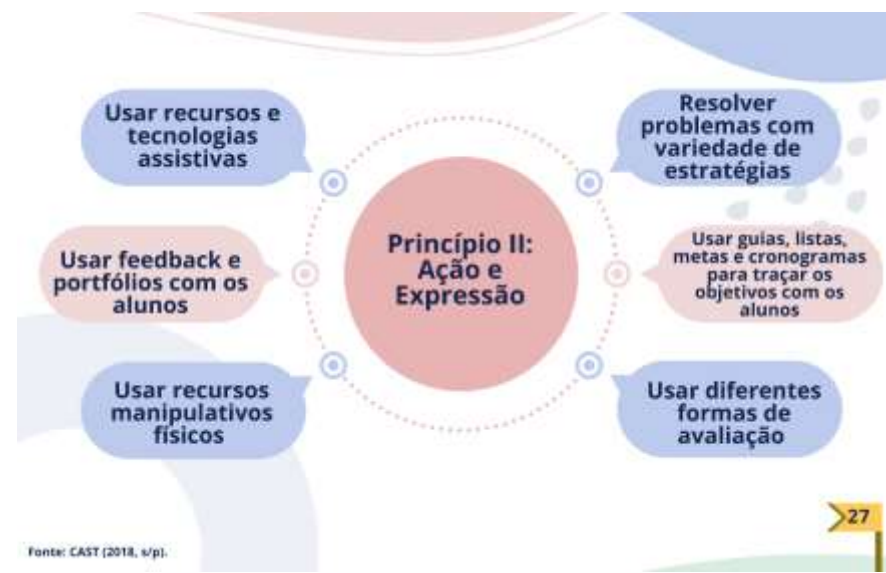 Usar recursos e
tecnologias
assistivas
Resolver
problemas com
variedade de
estratégias
Usar feedback e
portfólios com os
alunos
Princípio II:
Ação e
Expressão
Usar guias, listas,
metas e cronogramas
para traçar os
objetivos com os
alunos
Usar recursos
manipulativos
físicos
Usar diferentes
formas de
avaliação
27
Fonte: CAST (2018, s/p).